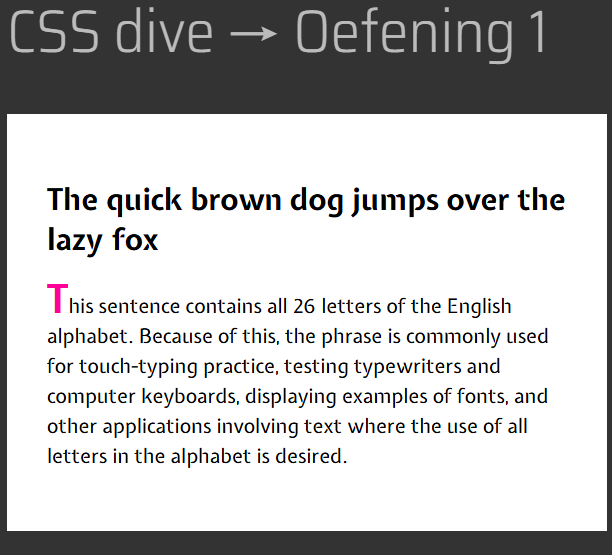 CSS dive → Oefening 1
The quick brown dog jumps over the
lazy fox
This sentence contains all 26 letters of the English
alphabet. Because of this, the phrase is commonly used
for touch-typing practice, testing typewriters and
computer keyboards, displaying examples of fonts, and
other applications involving text where the use of all
letters in the alphabet is desired.